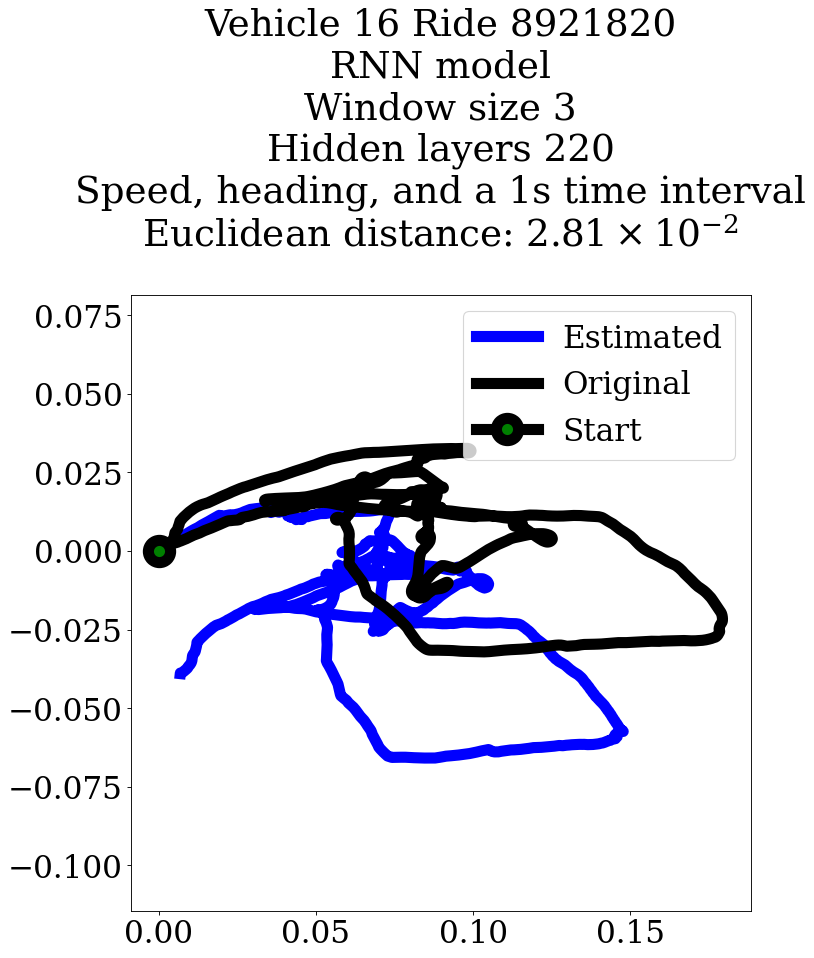 Vehicle 16 Ride 8921820
RNN model
Window size 3
Hidden layers 220
Speed, heading, and a 1s time interval
Euclidean distance: 2.81 × 10⁻²
Estimated
Original
Start
0.075
0.050
0.025
0.000
−0.025
−0.050
−0.075
−0.100
0.00 0.05 0.10 0.15